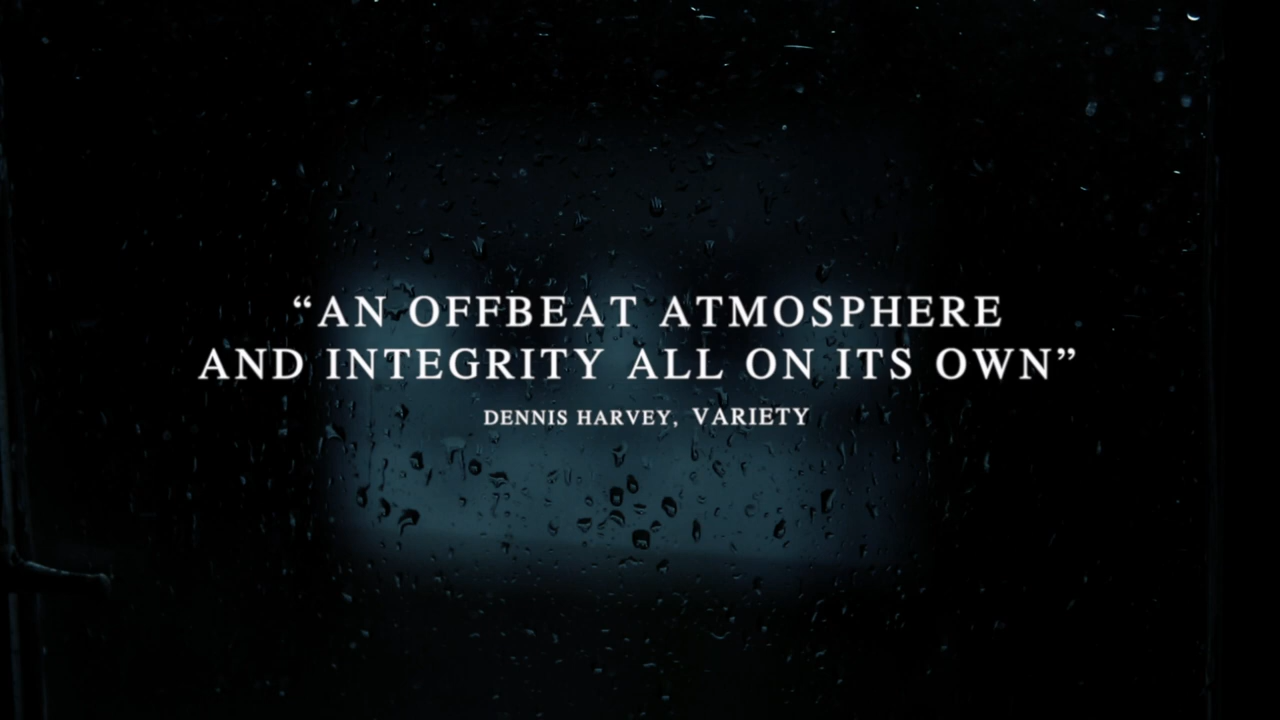 “AN OFFBEAT ATMOSPHERE
AND INTEGRITY ALL ON ITS OWN”
DENNIS HARVEY, VARIETY